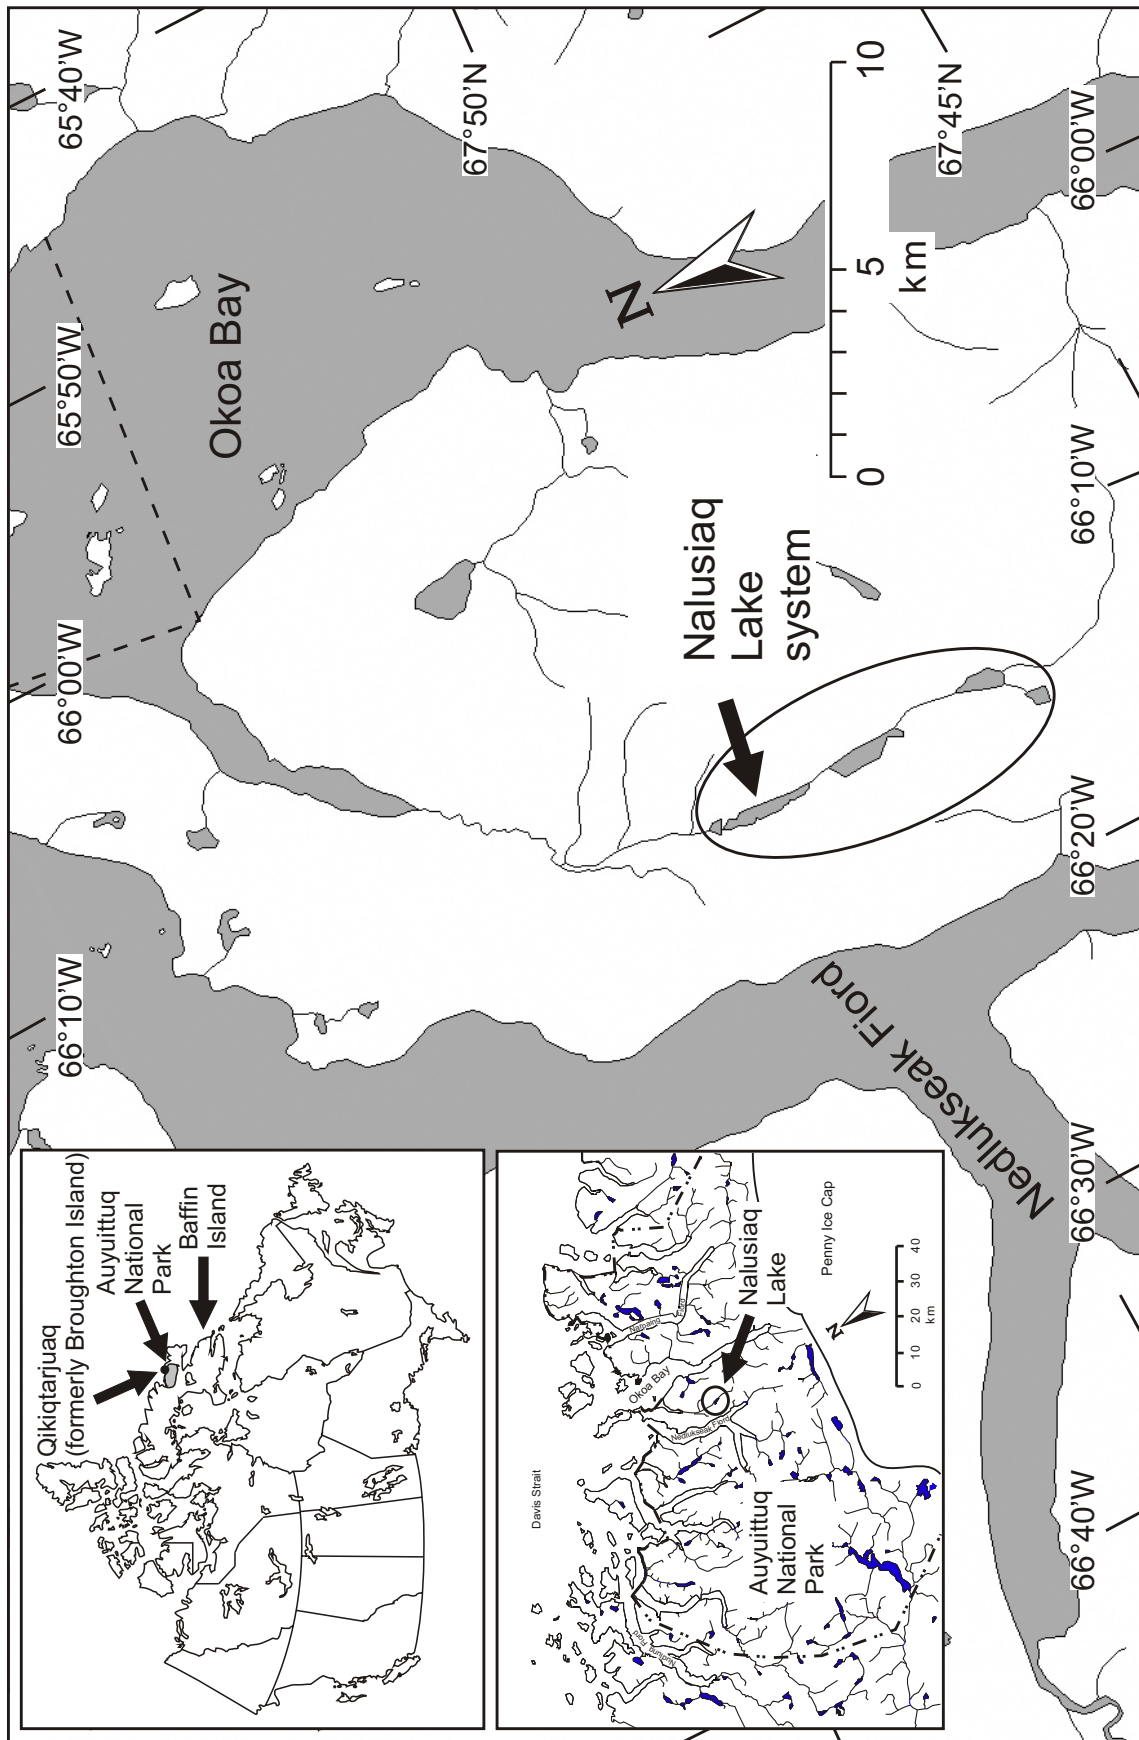 65°40'W
65°50'W
66°00'W
66°10'W
67°50'N
67°45'N
66°00'W
66°10'W
66°20'W
66°30'W
66°40'W
Okoa Bay
N
0
5
10
km
Nalusiaq
Lake
system
Nedlukseak Fiord
Qikiqtarjuaq
(formerly Broughton Island)
Auyuittuq
National
Park
Baffin
Island
Davis Strait
Okoa Bay
Nedlukseak Fiord
Fiord
Nalusiaq
Lake
Penny Ice Cap
Auyuittuq
National
Park
N
0
10
20
30
40
km